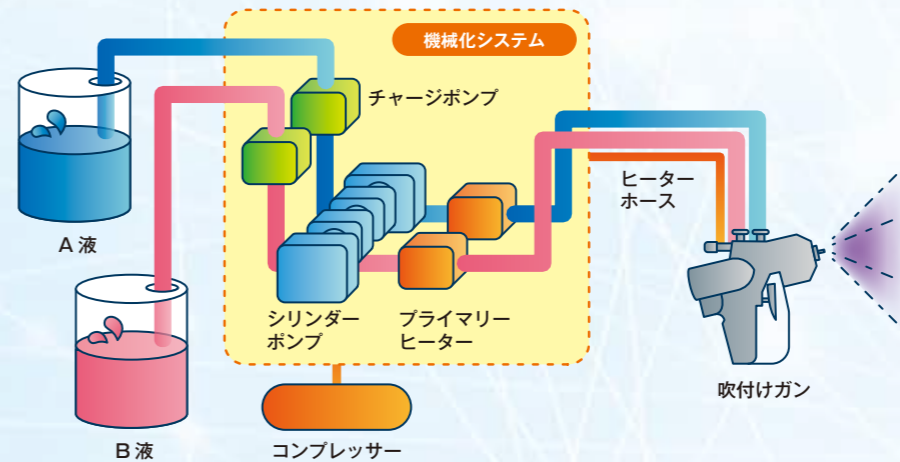 機械化システム
チャージポンプ
ヒーター
ホース
A 液
シリンダー
ポンプ
プライマリー
ヒーター
吹付けガン
B 液
コンプレッサー